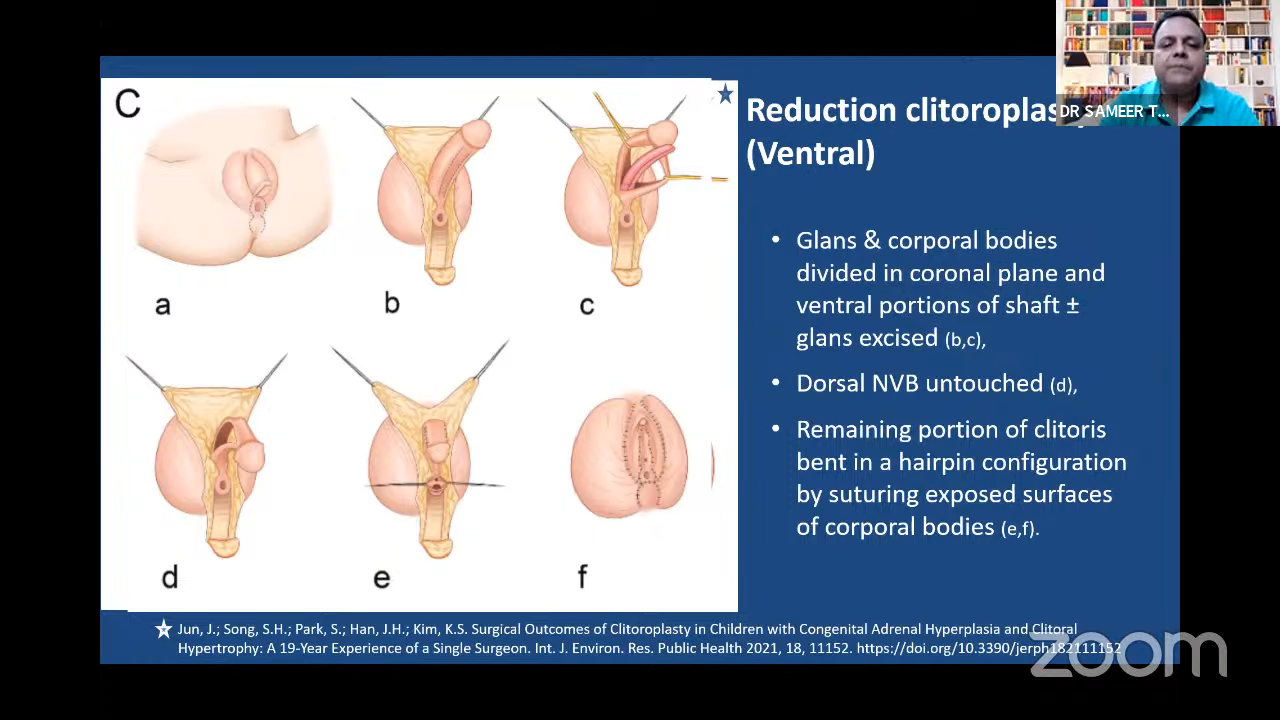 C
Reduction clitoroplas
(Ventral)
DR SAMEER T...
• Glans & corporal bodies
divided in coronal plane and
ventral portions of shaft ±
glans excised (b,c),
• Dorsal NVB untouched (d),
• Remaining portion of clitoris
bent in a hairpin configuration
by suturing exposed surfaces
of corporal bodies (e,f).
a
b
c
d
e
f
Jun, J.; Song, S.H.; Park, S.; Han, J.H.; Kim, K.S. Surgical Outcomes of Clitoroplasty in Children with Congenital Adrenal Hyperplasia and Clitoral
Hypertrophy: A 19-Year Experience of a Single Surgeon. Int. J. Environ. Res. Public Health 2021, 18, 11152. https://doi.org/10.3390/jerph182111152
zoom